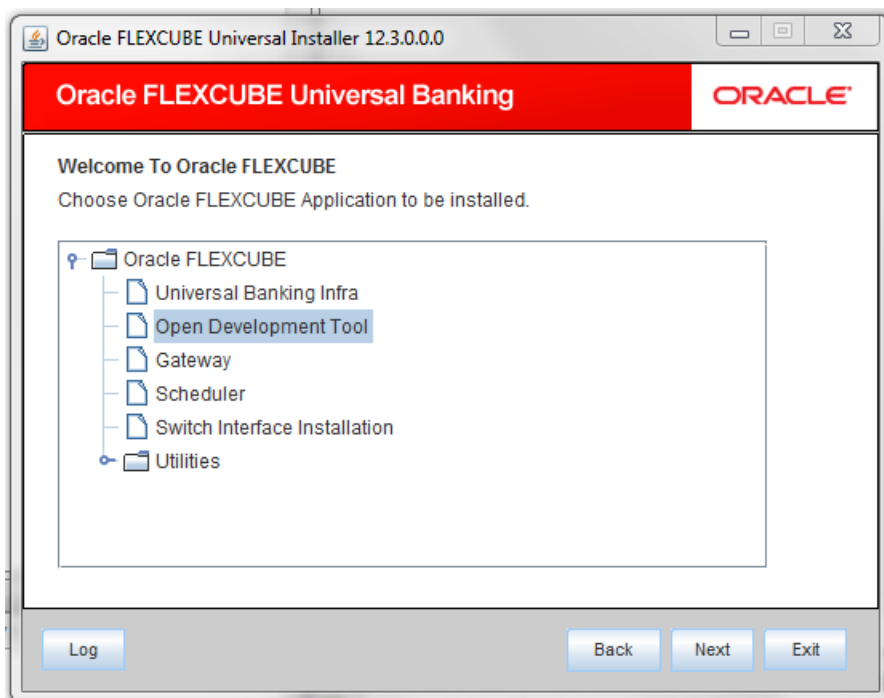 Oracle FLEXCUBE Universal Installer 12.3.0.0.0
Oracle FLEXCUBE Universal Banking
ORACLE'
Welcome To Oracle FLEXCUBE
Choose Oracle FLEXCUBE Application to be installed.
Oracle FLEXCUBE
Universal Banking Infra
Open Development Tool
Gateway
Scheduler
Switch Interface Installation
Utilities
Log Back Next Exit